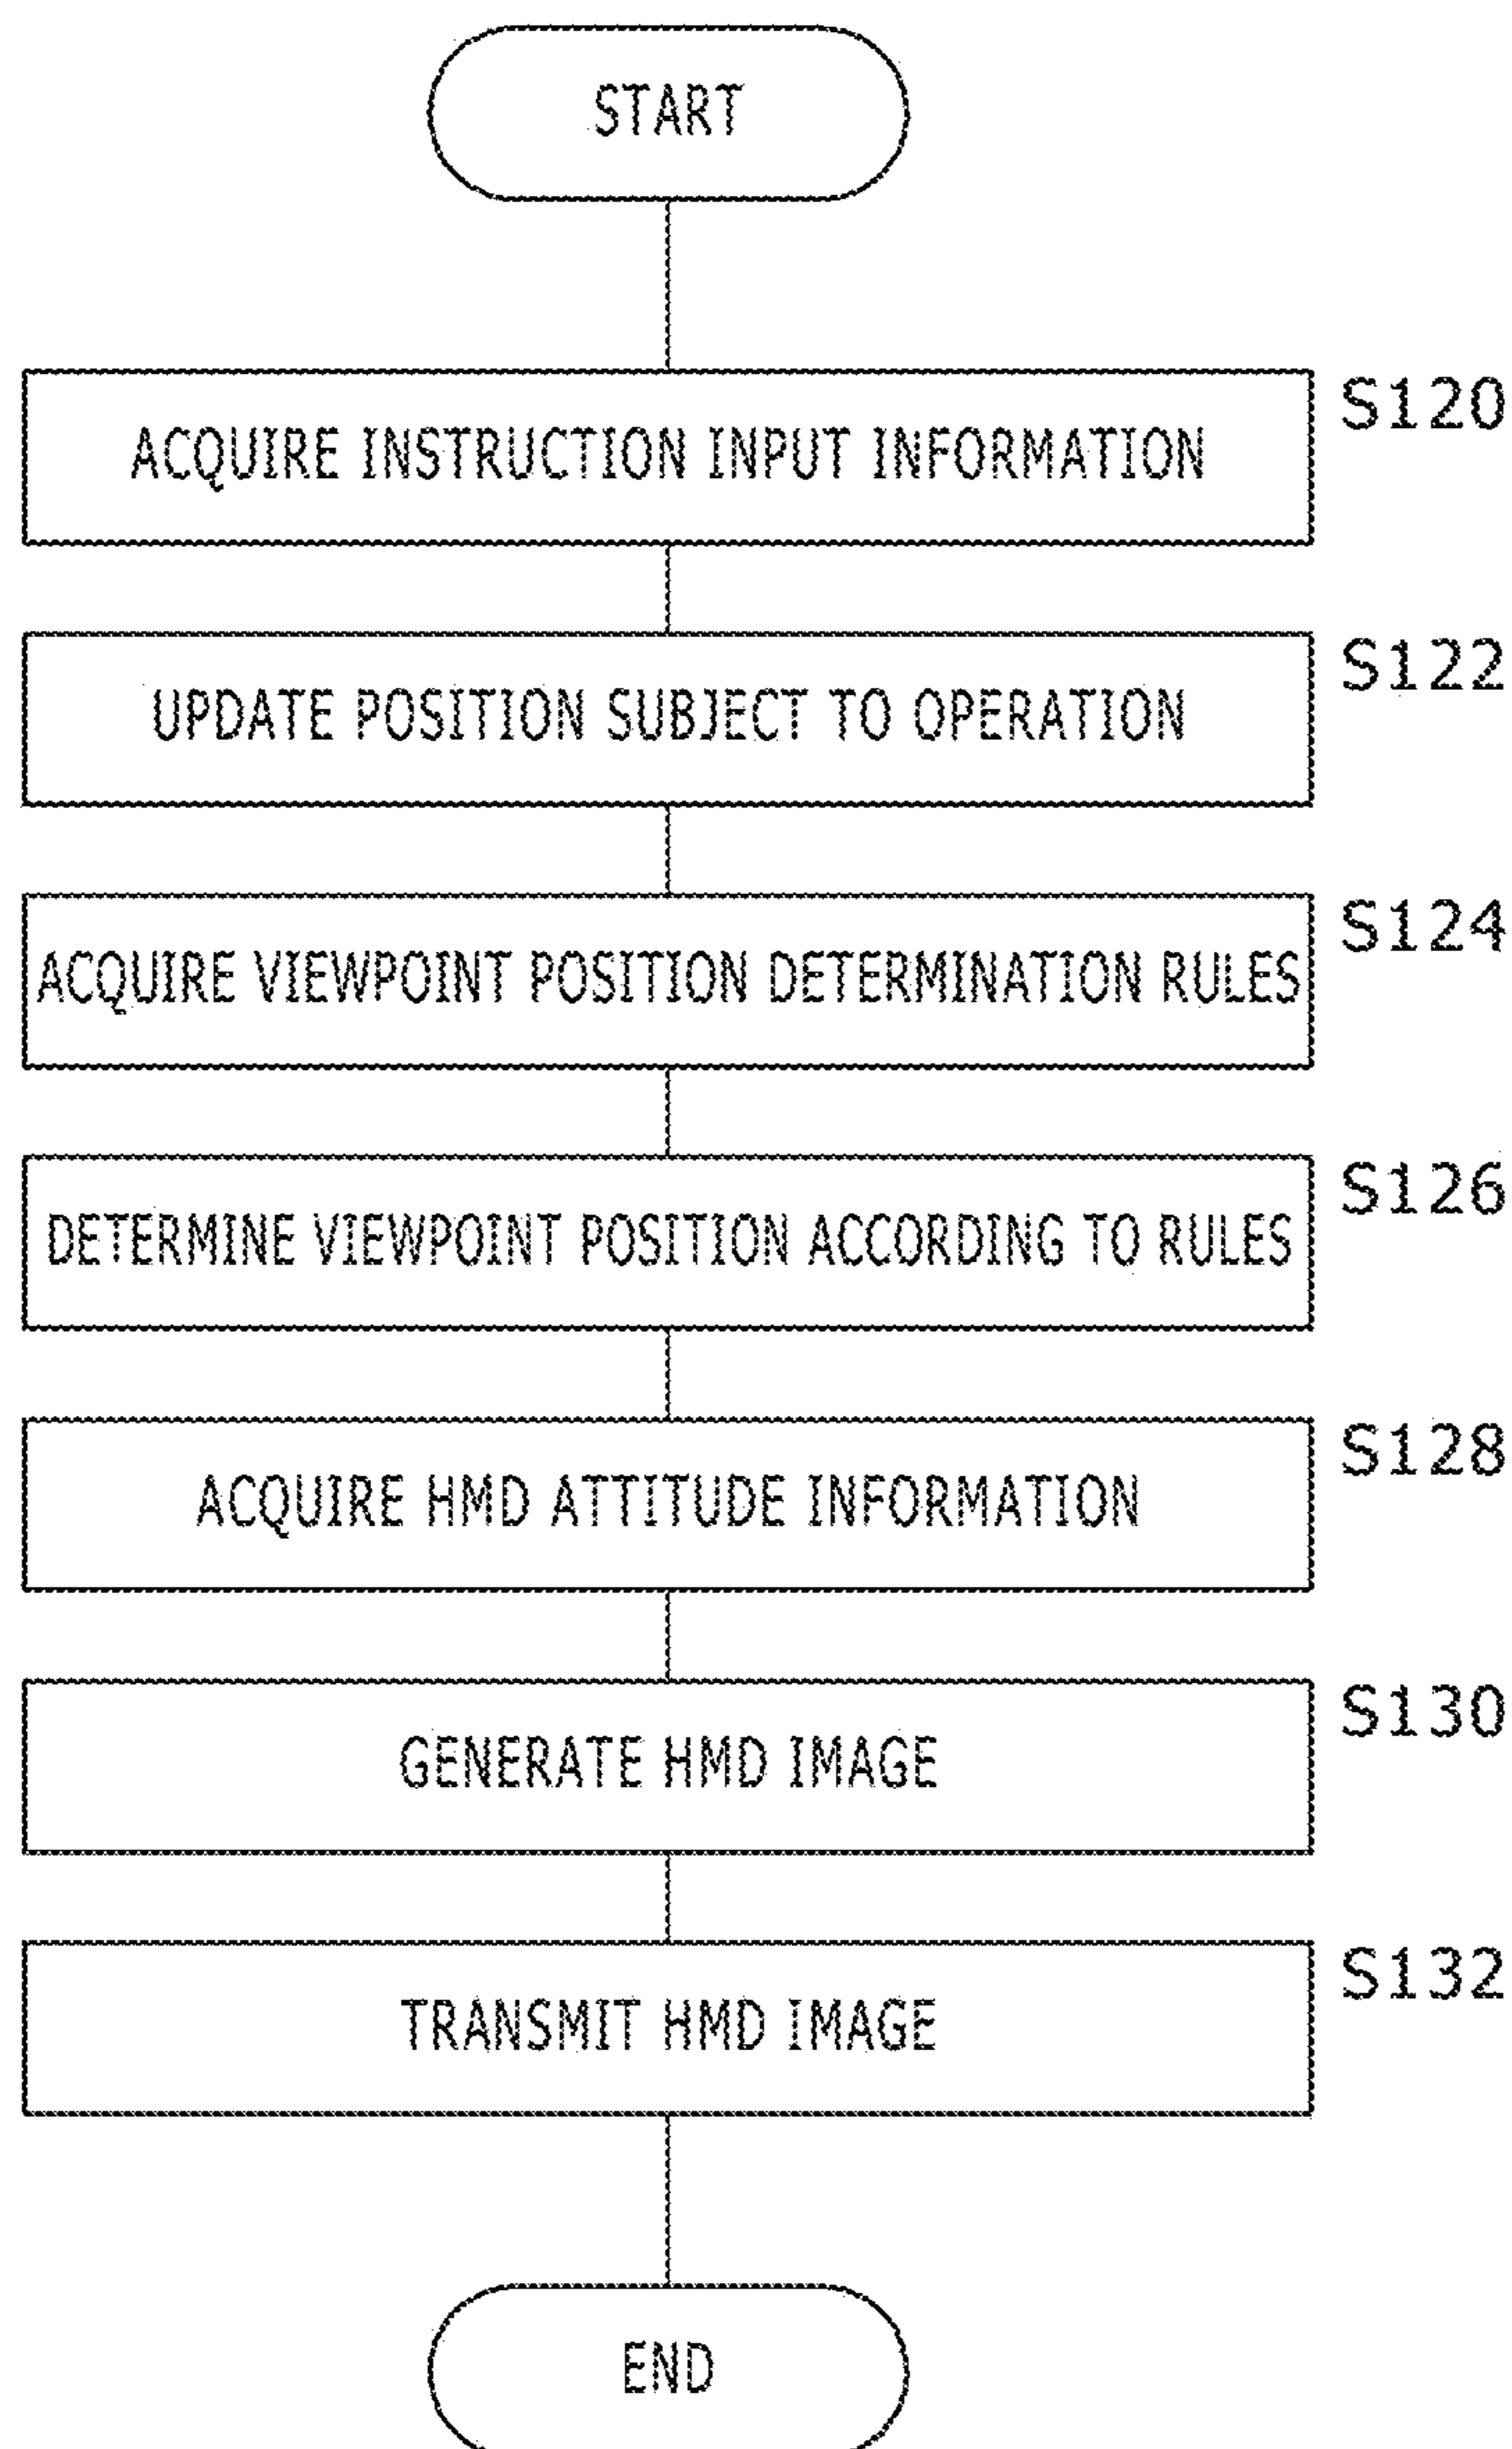 START
ACQUIRE INSTRUCTION INPUT INFORMATION
S120
UPDATE POSITION SUBJECT TO OPERATION
S122
ACQUIRE VIEWPOINT POSITION DETERMINATION RULES
S124
DETERMINE VIEWPOINT POSITION ACCORDING TO RULES
S126
ACQUIRE HMD ATTITUDE INFORMATION
S128
GENERATE HMD IMAGE
S130
TRANSMIT HMD IMAGE
S132
END